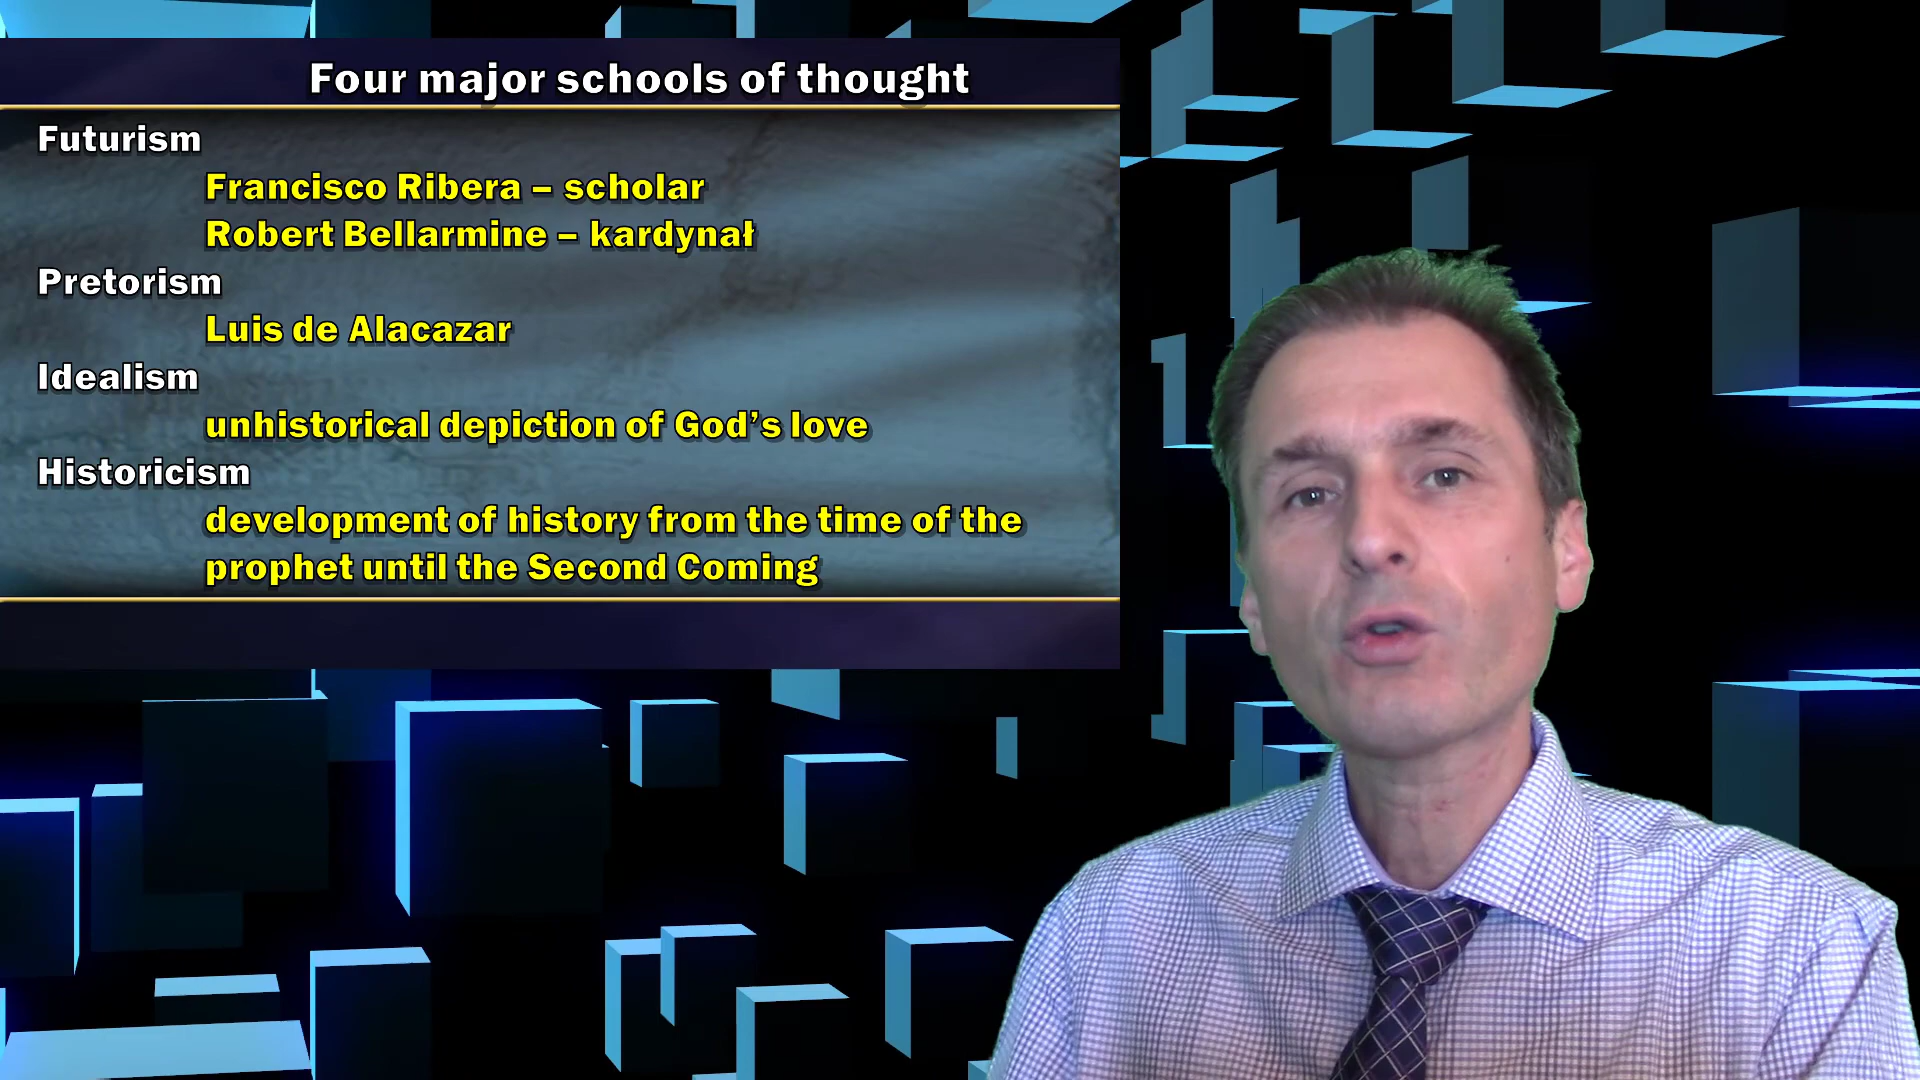 Four major schools of thought
Futurism
Francisco Ribera – scholar
Robert Bellarmine – kardynał
Pretorism
Luis de Alacazar
Idealism
unhistorical depiction of God’s love
Historicism
development of history from the time of the
prophet until the Second Coming